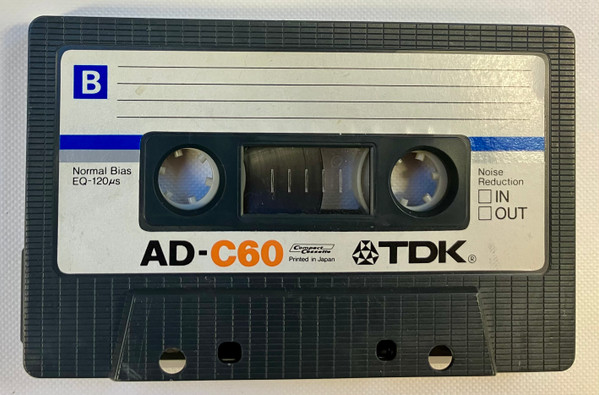 B
Normal Bias
EQ-120µs
Noise
Reduction
IN
OUT
AD-C60
Compact
Cassette
Printed in Japan
TDK®